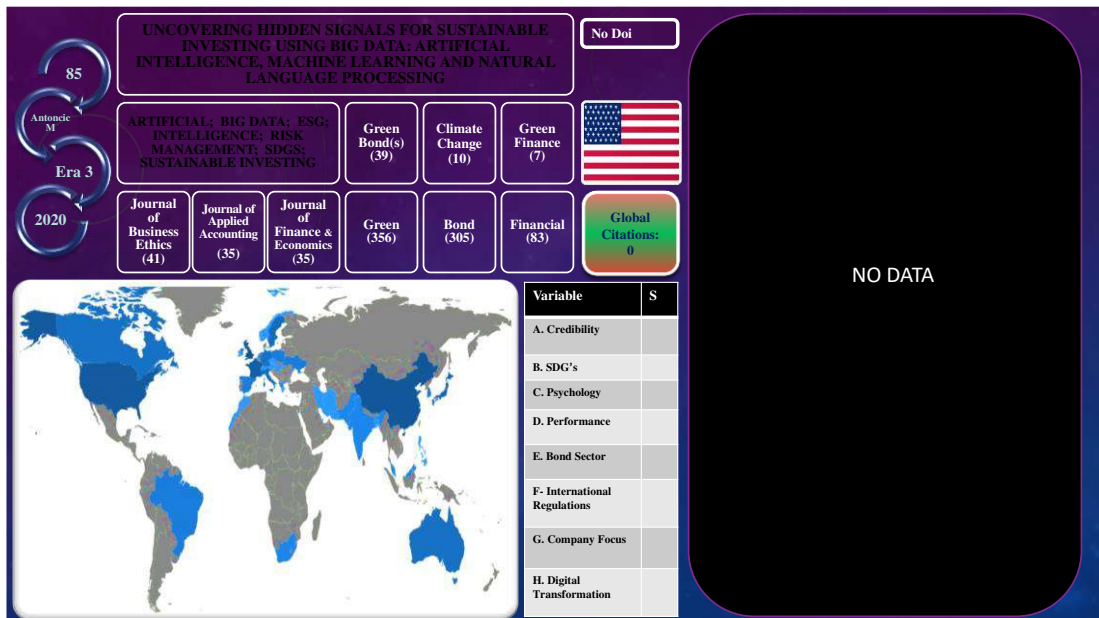 UNCOVERING HIDDEN SIGNALS FOR SUSTAINABLE
INVESTING USING BIG DATA: ARTIFICIAL
INTELLIGENCE, MACHINE LEARNING AND NATURAL
LANGUAGE PROCESSING
No Doi
85
Antoncic
M
Era 3
2020
ARTIFICIAL; BIG DATA; ESG;
INTELLIGENCE; RISK
MANAGEMENT; SDGS;
SUSTAINABLE INVESTING
Green
Bond(s)
(39)
Climate
Change
(10)
Green
Finance
(7)
Journal
of
Business
Ethics
(41)
Journal of
Applied
Accounting
(35)
Journal
of
Finance &
Economics
(35)
Green
(356)
Bond
(305)
Financial
(83)
Global
Citations:
0
Variable S
A. Credibility
B. SDG's
C. Psychology
D. Performance
E. Bond Sector
F- International
Regulations
G. Company Focus
H. Digital
Transformation
NO DATA